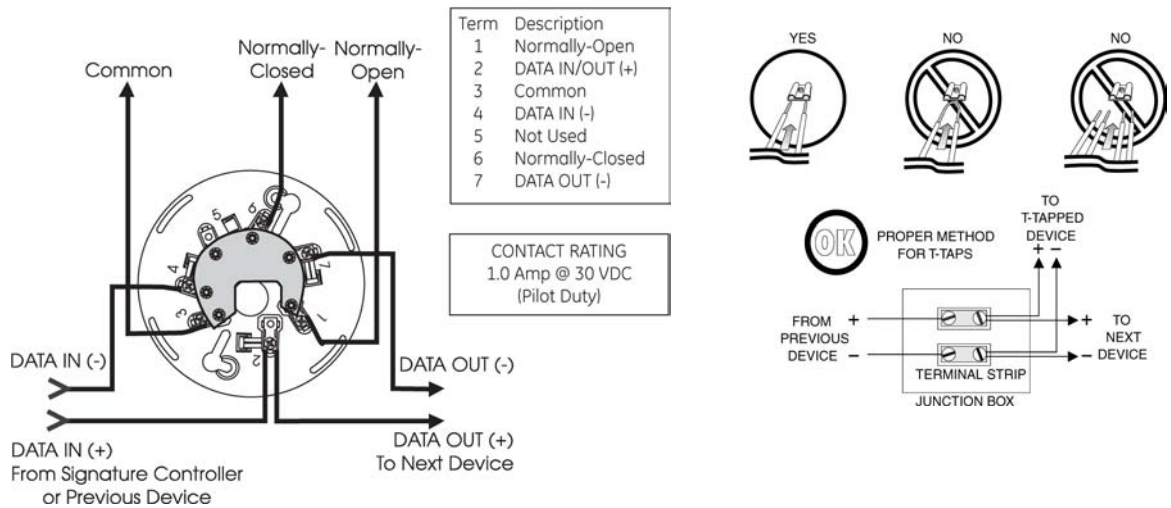 Common
Normally-
Closed
Normally-
Open
5
6
4
7
3
1
2
DATA IN (-)
DATA OUT (-)
DATA IN (+)
From Signature Controller
or Previous Device
DATA OUT (+)
To Next Device
Term Description
1 Normally-Open
2 DATA IN/OUT (+)
3 Common
4 DATA IN (-)
5 Not Used
6 Normally-Closed
7 DATA OUT (-)
CONTACT RATING
1.0 Amp @ 30 VDC
(Pilot Duty)
YES
NO
NO
OK
PROPER METHOD
FOR T-TAPS
TO
T-TAPPED
DEVICE
+ −
FROM
PREVIOUS
DEVICE
+
−
+
−
TO
NEXT
DEVICE
TERMINAL STRIP
JUNCTION BOX